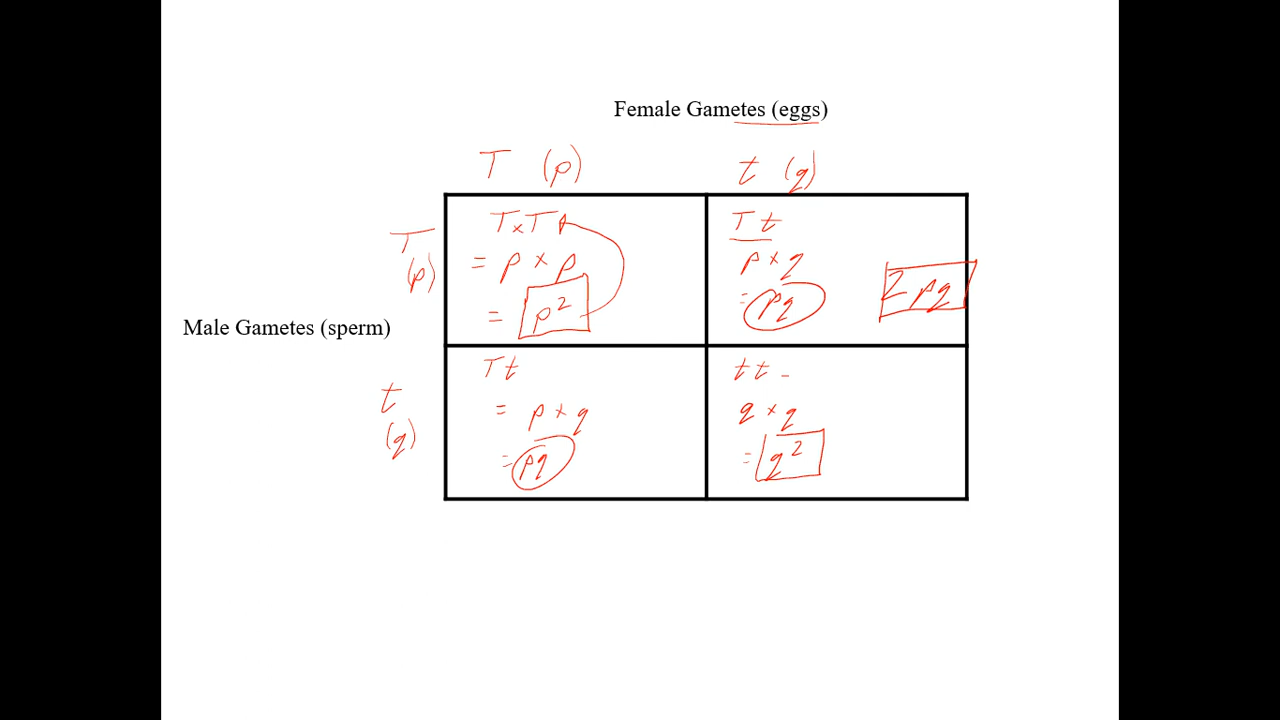 Female Gametes (eggs)
T (p)
t (q)
T
(p)
T x T
= p x p
= p²
Tt
p x q
= pq
2pq
Male Gametes (sperm)
t
(q)
Tt
= p x q
= pq
tt -
q x q
= q²